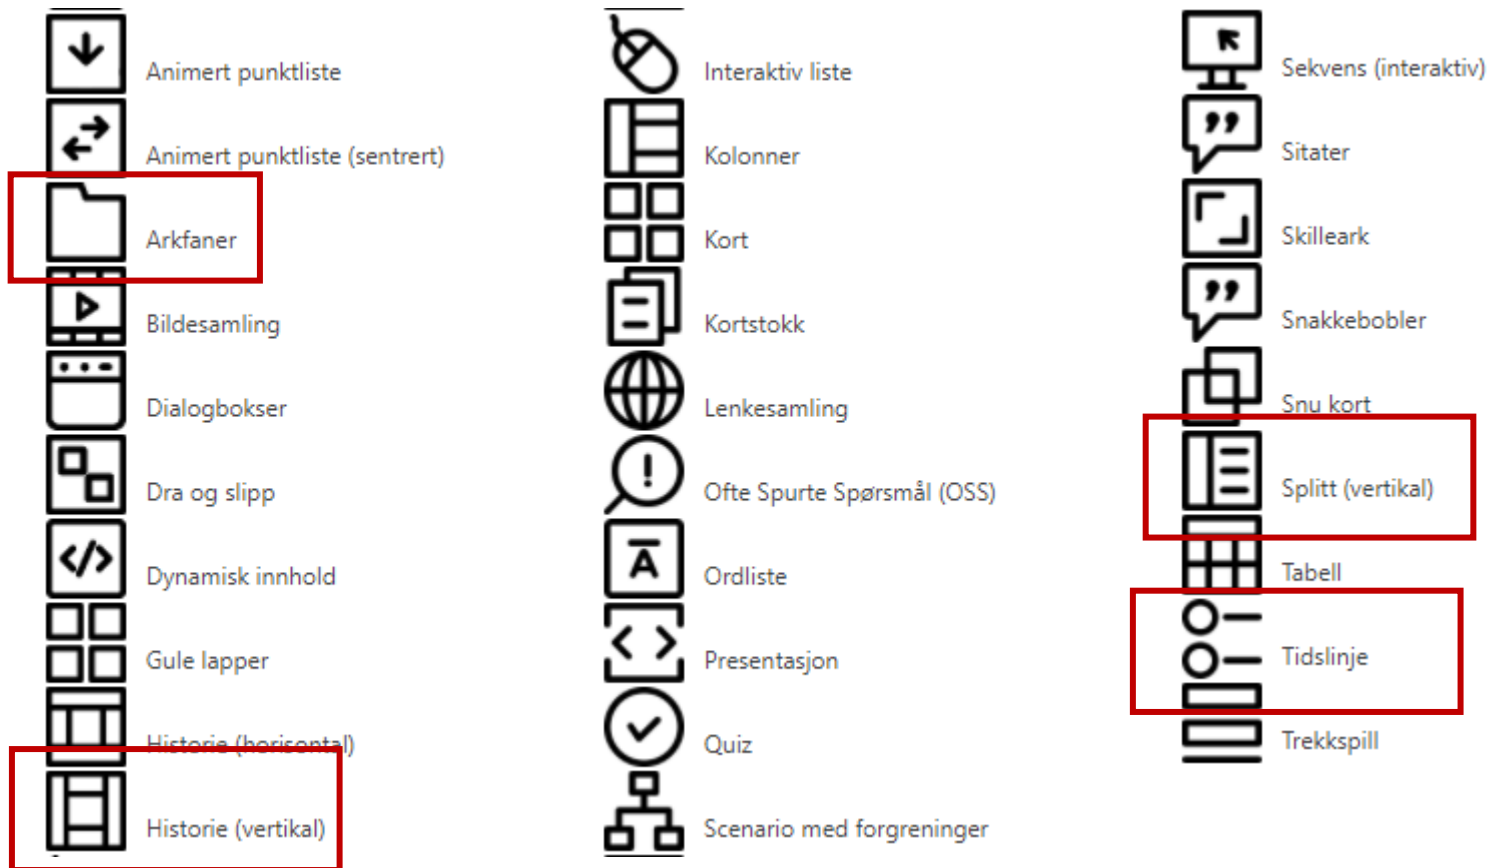 Animert punktliste
Animert punktliste (sentrert)
Arkfaner
Bildesamling
Dialogbokser
Dra og slipp
Dynamisk innhold
Gule lapper
Historie (horisontal)
Historie (vertikal)
Interaktiv liste
Kolonner
Kort
Kortstokk
Lenkesamling
Ofte Spurte Spørsmål (OSS)
Ordliste
Presentasjon
Quiz
Scenario med forgreninger
Sekvens (interaktiv)
Sitater
Skilleark
Snakkebobler
Snu kort
Splitt (vertikal)
Tabell
Tidslinje
Trekkspill